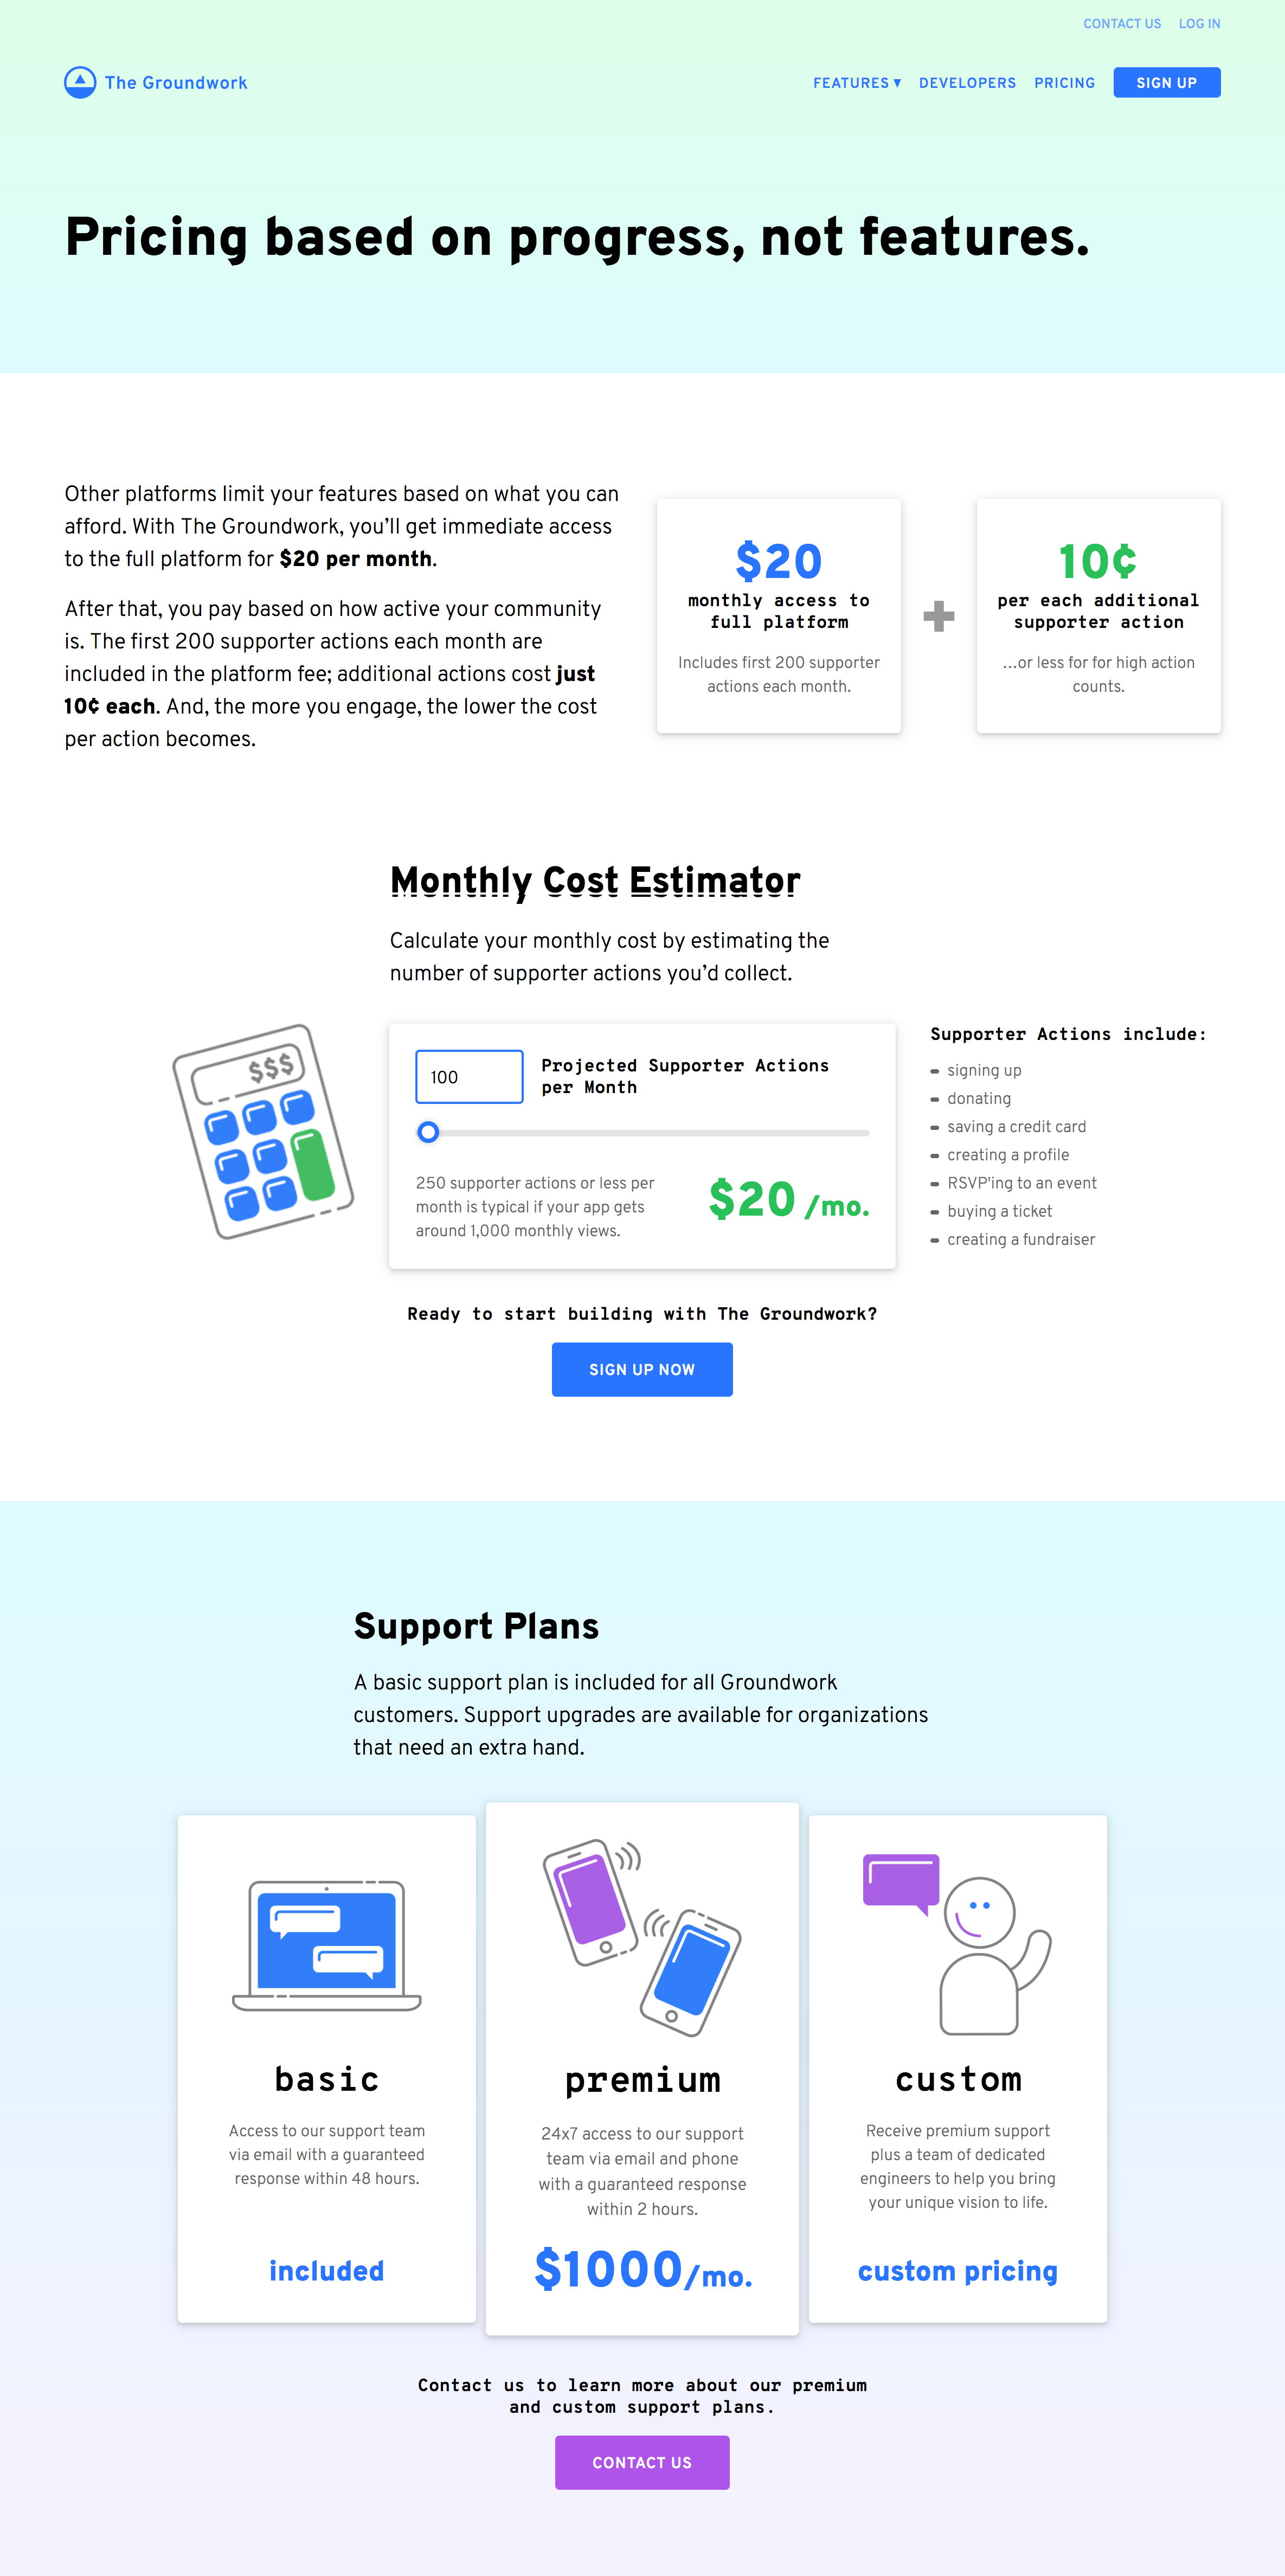 CONTACT US LOG IN
The Groundwork
FEATURES ▾ DEVELOPERS PRICING SIGN UP
Pricing based on progress, not features.
Other platforms limit your features based on what you can
afford. With The Groundwork, you’ll get immediate access
to the full platform for $20 per month.
After that, you pay based on how active your community
is. The first 200 supporter actions each month are
included in the platform fee; additional actions cost just
10¢ each. And, the more you engage, the lower the cost
per action becomes.
$20
monthly access to
full platform
Includes first 200 supporter
actions each month.
10¢
per each additional
supporter action
...or less for for high action
counts.
Monthly Cost Estimator
Calculate your monthly cost by estimating the
number of supporter actions you’d collect.
$$$
100
Projected Supporter Actions
per Month
250 supporter actions or less per
month is typical if your app gets
around 1,000 monthly views.
$20 /mo.
Supporter Actions include:
signing up
donating
saving a credit card
creating a profile
RSVP'ing to an event
buying a ticket
creating a fundraiser
Ready to start building with The Groundwork?
SIGN UP NOW
Support Plans
A basic support plan is included for all Groundwork
customers. Support upgrades are available for organizations
that need an extra hand.
basic
Access to our support team
via email with a guaranteed
response within 48 hours.
included
premium
24x7 access to our support
team via email and phone
with a guaranteed response
within 2 hours.
$1000/mo.
custom
Receive premium support
plus a team of dedicated
engineers to help you bring
your unique vision to life.
custom pricing
Contact us to learn more about our premium
and custom support plans.
CONTACT US